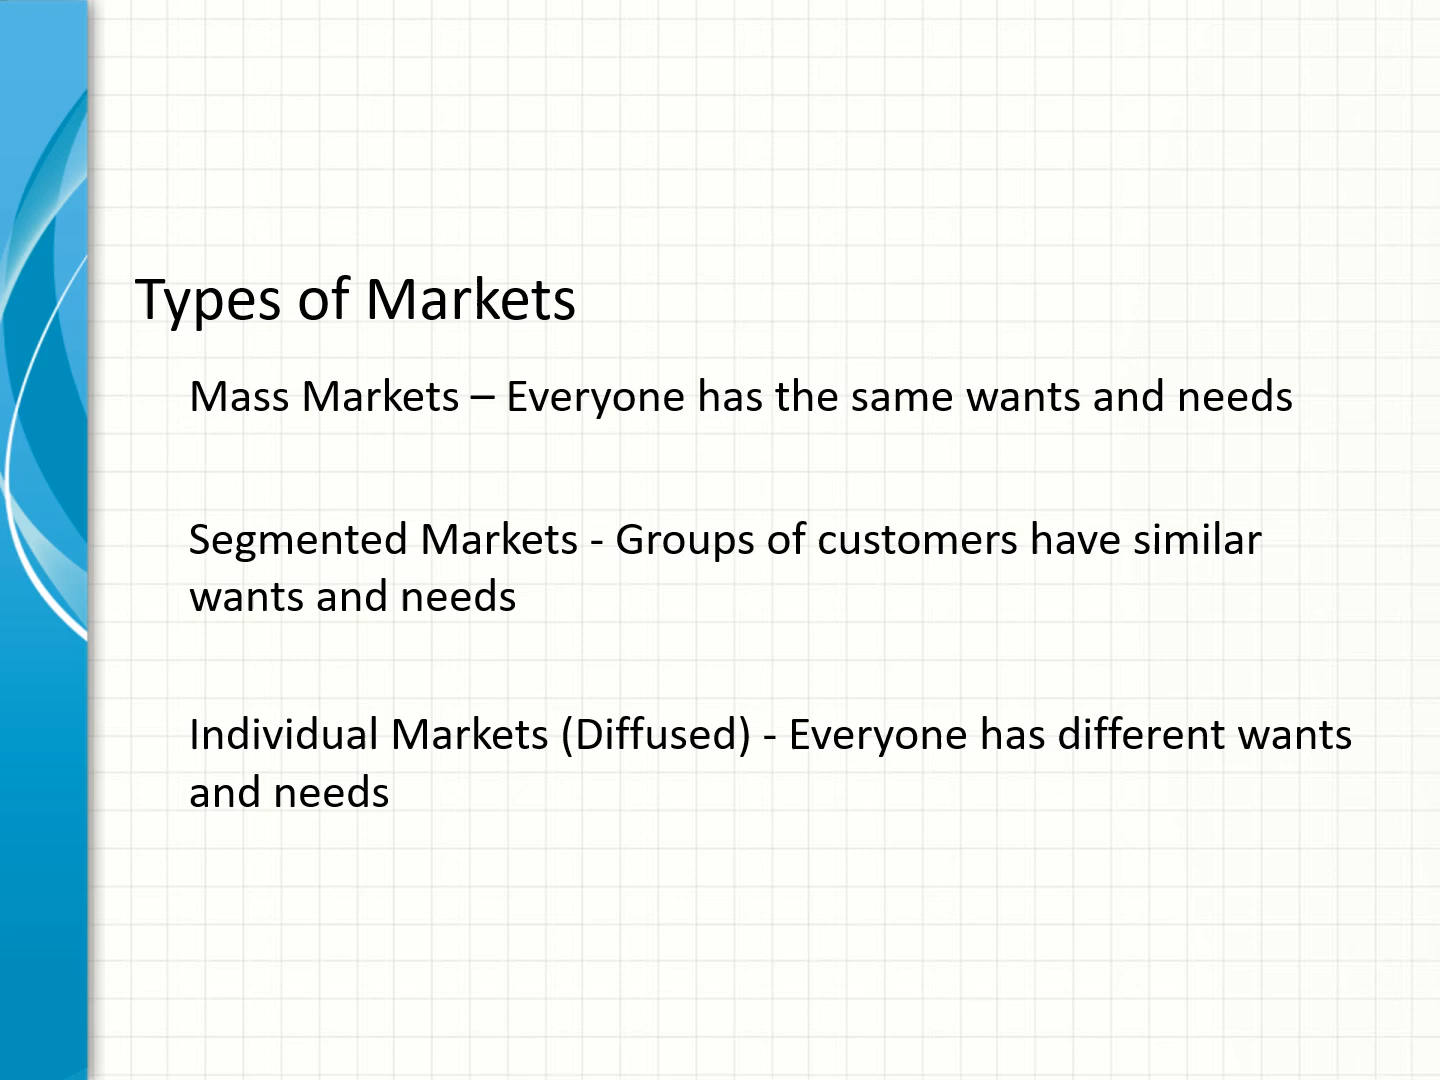 Types of Markets
Mass Markets – Everyone has the same wants and needs
Segmented Markets - Groups of customers have similar
wants and needs
Individual Markets (Diffused) - Everyone has different wants
and needs